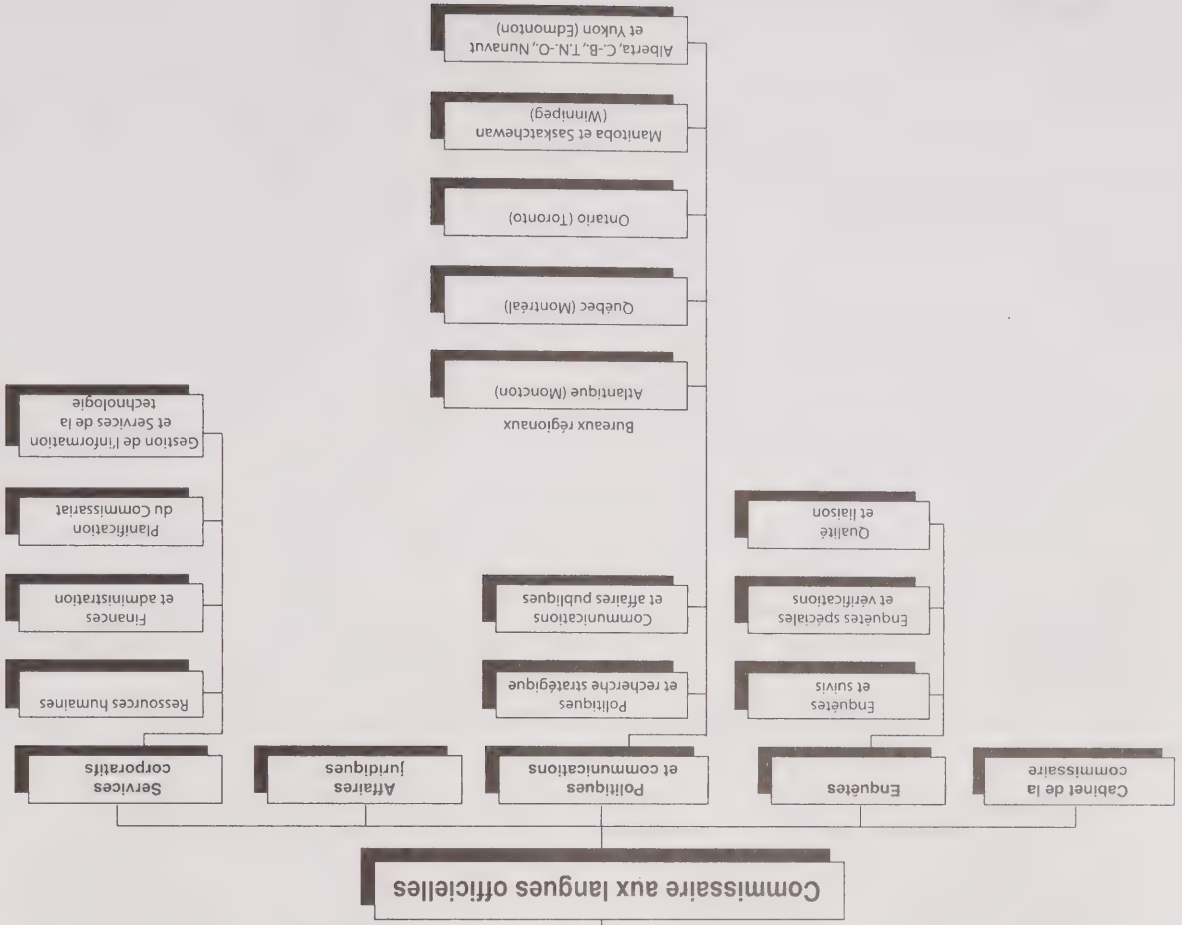 Commissaire aux langues officielles
Cabinet de la
commissaire
Enquêtes
Politiques
et communications
Affaires
juridiques
Services
corporatifs
Enquêtes
et suivis
Enquêtes spéciales
et vérifications
Qualité
et liaison
Politiques
et recherche stratégique
Communications
et affaires publiques
Bureaux régionaux
Atlantique (Moncton)
Québec (Montréal)
Ontario (Toronto)
Manitoba et Saskatchewan
(Winnipeg)
Alberta, C.-B., T.N.-O., Nunavut
et Yukon (Edmonton)
Ressources humaines
Finances
et administration
Planification
du Commissariat
Gestion de l'information
et Services de la
technologie